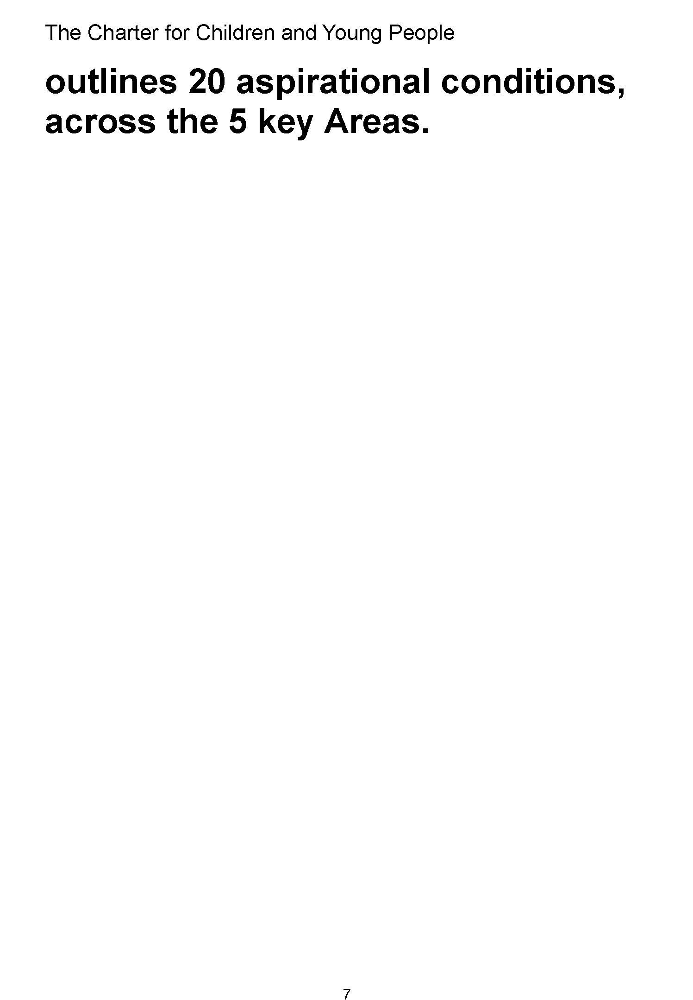 The Charter for Children and Young People
outlines 20 aspirational conditions,
across the 5 key Areas.
7